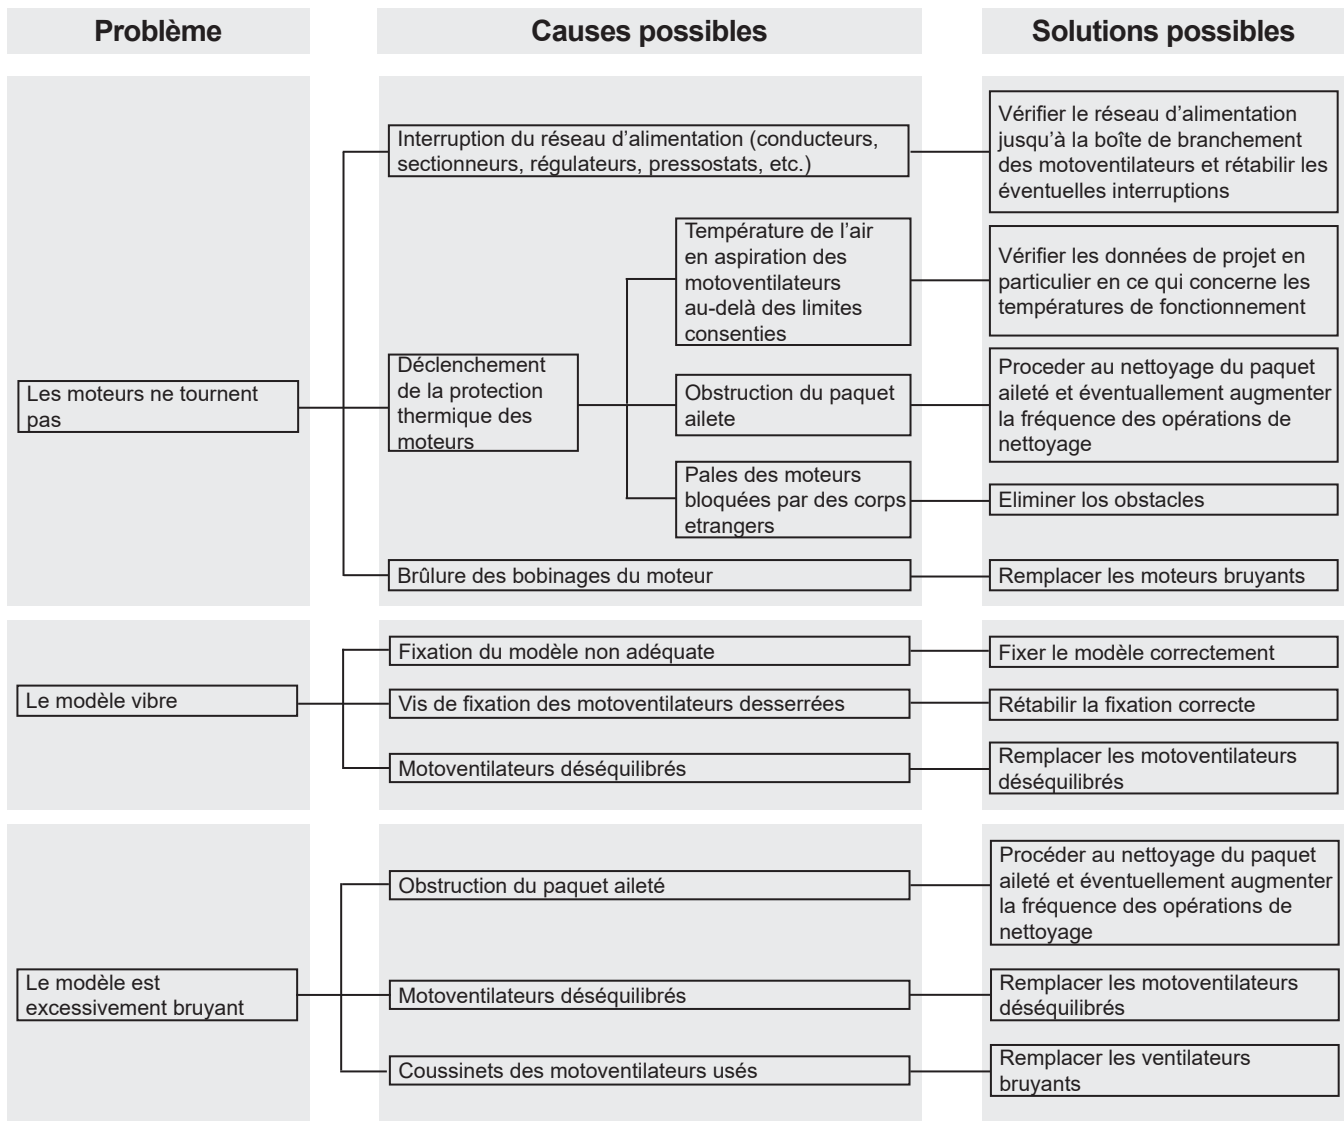 Problème
Causes possibles
Solutions possibles
Les moteurs ne tournent
pas
Interruption du réseau d'alimentation (conducteurs,
sectionneurs, régulateurs, pressostats, etc.)
Vérifier le réseau d'alimentation
jusqu'à la boîte de branchement
des motoventilateurs et rétabilir les
éventuelles interruptions
Déclenchement
de la protection
thermique des
moteurs
Température de l'air
en aspiration des
motoventilateurs
au-delà des limites
consenties
Vérifier les données de projet en
particulier en ce qui concerne les
températures de fonctionnement
Obstruction du paquet
ailete
Proceder au nettoyage du paquet
aileté et éventuallement augmenter
la fréquence des opérations de
nettoyage
Pales des moteurs
bloquées par des corps
etrangers
Eliminer los obstacles
Brûlure des bobinages du moteur
Remplacer les moteurs bruyants
Le modèle vibre
Fixation du modèle non adéquate
Fixer le modèle correctement
Vis de fixation des motoventilateurs desserrées
Rétabilir la fixation correcte
Motoventilateurs déséquilibrés
Remplacer les motoventilateurs
déséquilibrés
Le modèle est
excessivement bruyant
Obstruction du paquet aileté
Procéder au nettoyage du paquet
aileté et éventuellement augmenter
la fréquence des opérations de
nettoyage
Motoventilateurs déséquilibrés
Remplacer les motoventilateurs
déséquilibrés
Coussinets des motoventilateurs usés
Remplacer les ventilateurs
bruyants